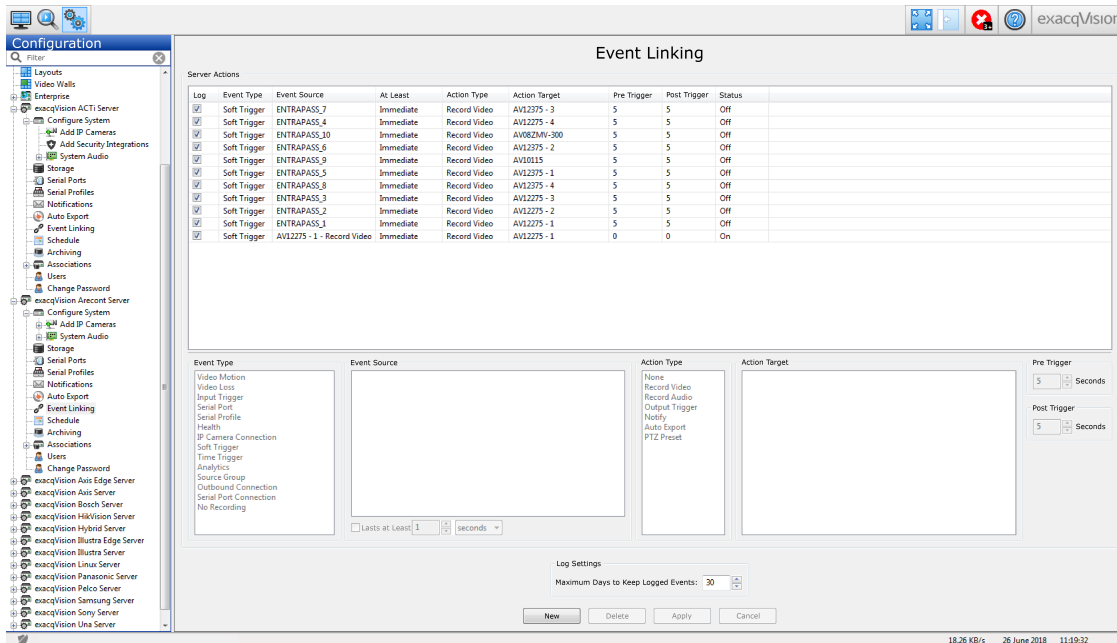 exacqVision
3+
Configuration
Filter
Layouts
Video Walls
Enterprise
exacqVision ACTi Server
Configure System
Add IP Cameras
Add Security Integrations
System Audio
Storage
Serial Ports
Serial Profiles
Notifications
Auto Export
Event Linking
Schedule
Archiving
Associations
Users
Change Password
exacqVision Arecont Server
Configure System
Add IP Cameras
System Audio
Storage
Serial Ports
Serial Profiles
Notifications
Auto Export
Event Linking
Schedule
Archiving
Associations
Users
Change Password
exacqVision Axis Edge Server
exacqVision Axis Server
exacqVision Bosch Server
exacqVision HikVision Server
exacqVision Hybrid Server
exacqVision Illustra Edge Server
exacqVision Illustra Server
exacqVision Linux Server
exacqVision Panasonic Server
exacqVision Pelco Server
exacqVision Samsung Server
exacqVision Sony Server
exacqVision Una Server
Event Linking
Server Actions
Log Event Type Event Source At Least Action Type Action Target Pre Trigger Post Trigger Status
Soft Trigger ENTRAPASS_7 Immediate Record Video AV12375 - 3 5 5 Off
Soft Trigger ENTRAPASS_4 Immediate Record Video AV12275 - 4 5 5 Off
Soft Trigger ENTRAPASS_10 Immediate Record Video AV08ZMV-300 5 5 Off
Soft Trigger ENTRAPASS_6 Immediate Record Video AV12375 - 2 5 5 Off
Soft Trigger ENTRAPASS_9 Immediate Record Video AV10115 5 5 Off
Soft Trigger ENTRAPASS_5 Immediate Record Video AV12375 - 1 5 5 Off
Soft Trigger ENTRAPASS_8 Immediate Record Video AV12375 - 4 5 5 Off
Soft Trigger ENTRAPASS_3 Immediate Record Video AV12275 - 3 5 5 Off
Soft Trigger ENTRAPASS_2 Immediate Record Video AV12275 - 2 5 5 Off
Soft Trigger ENTRAPASS_1 Immediate Record Video AV12275 - 1 5 5 Off
Soft Trigger AV12275 - 1 - Record Video Immediate Record Video AV12275 - 1 0 0 On
Event Type
Video Motion
Video Loss
Input Trigger
Serial Port
Serial Profile
Health
IP Camera Connection
Soft Trigger
Time Trigger
Analytics
Source Group
Outbound Connection
Serial Port Connection
No Recording
Event Source
Lasts at Least 1 seconds
Action Type
None
Record Video
Record Audio
Output Trigger
Notify
Auto Export
PTZ Preset
Action Target
Pre Trigger
5 Seconds
Post Trigger
5 Seconds
Log Settings
Maximum Days to Keep Logged Events: 30
New Delete Apply Cancel
18.26 KB/s 26 June 2018 11:19:32